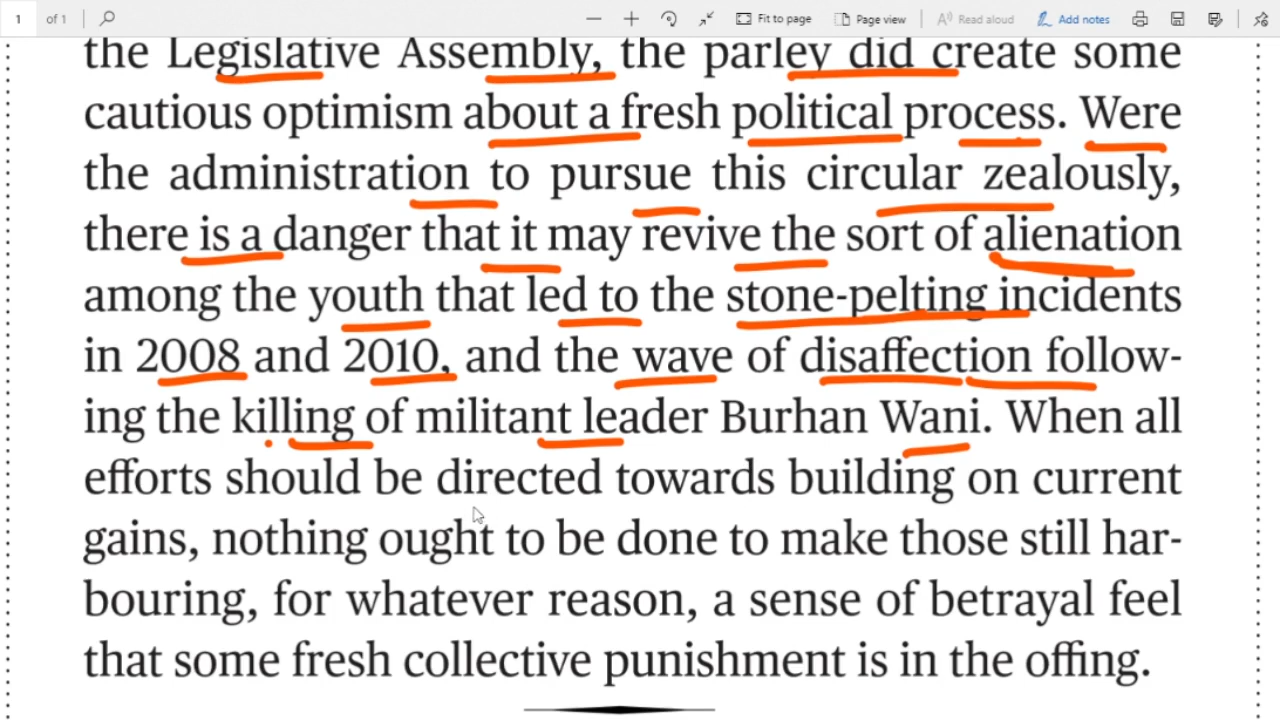 1 of 1 Fit to page Page view Read aloud Add notes
the Legislative Assembly, the parley did create some
cautious optimism about a fresh political process. Were
the administration to pursue this circular zealously,
there is a danger that it may revive the sort of alienation
among the youth that led to the stone-pelting incidents
in 2008 and 2010, and the wave of disaffection follow-
ing the killing of militant leader Burhan Wani. When all
efforts should be directed towards building on current
gains, nothing ought to be done to make those still har-
bouring, for whatever reason, a sense of betrayal feel
that some fresh collective punishment is in the offing.